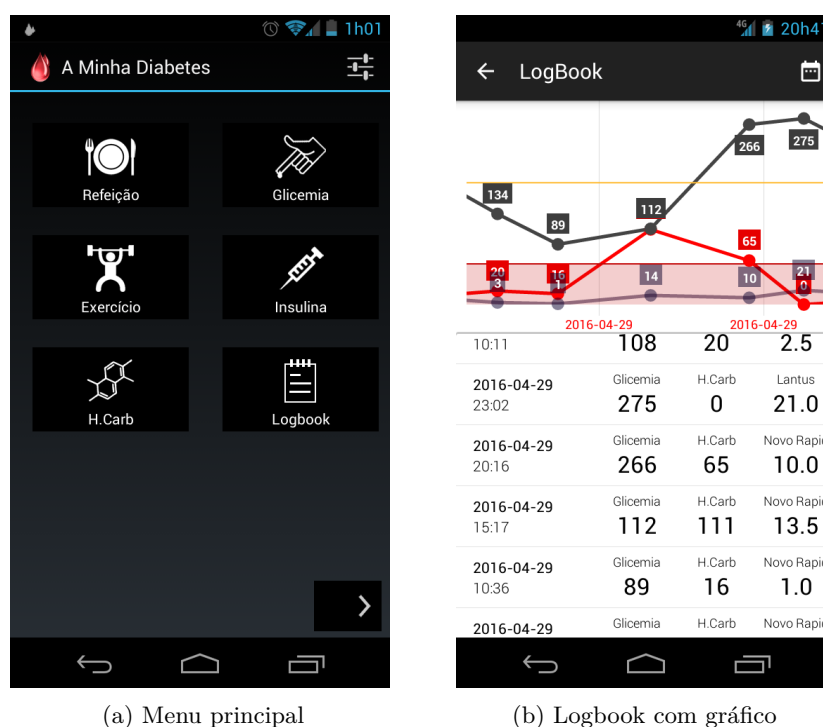 1h01
A Minha Diabetes
Refeição
Glicemia
Exercício
Insulina
H.Carb
Logbook
(a) Menu principal
4G 20h41
LogBook
134
89
112
266
275
65
20
3
16
1
14
10
21
0
2016-04-29
2016-04-29
10:11 108 20 2.5
Glicemia H.Carb Lantus
2016-04-29
23:02 275 0 21.0
Glicemia H.Carb Novo Rapi
2016-04-29
20:16 266 65 10.0
Glicemia H.Carb Novo Rapi
2016-04-29
15:17 112 111 13.5
Glicemia H.Carb Novo Rapi
2016-04-29
10:36 89 16 1.0
Glicemia H.Carb Novo Rapi
2016-04-29
(b) Logbook com gráfico